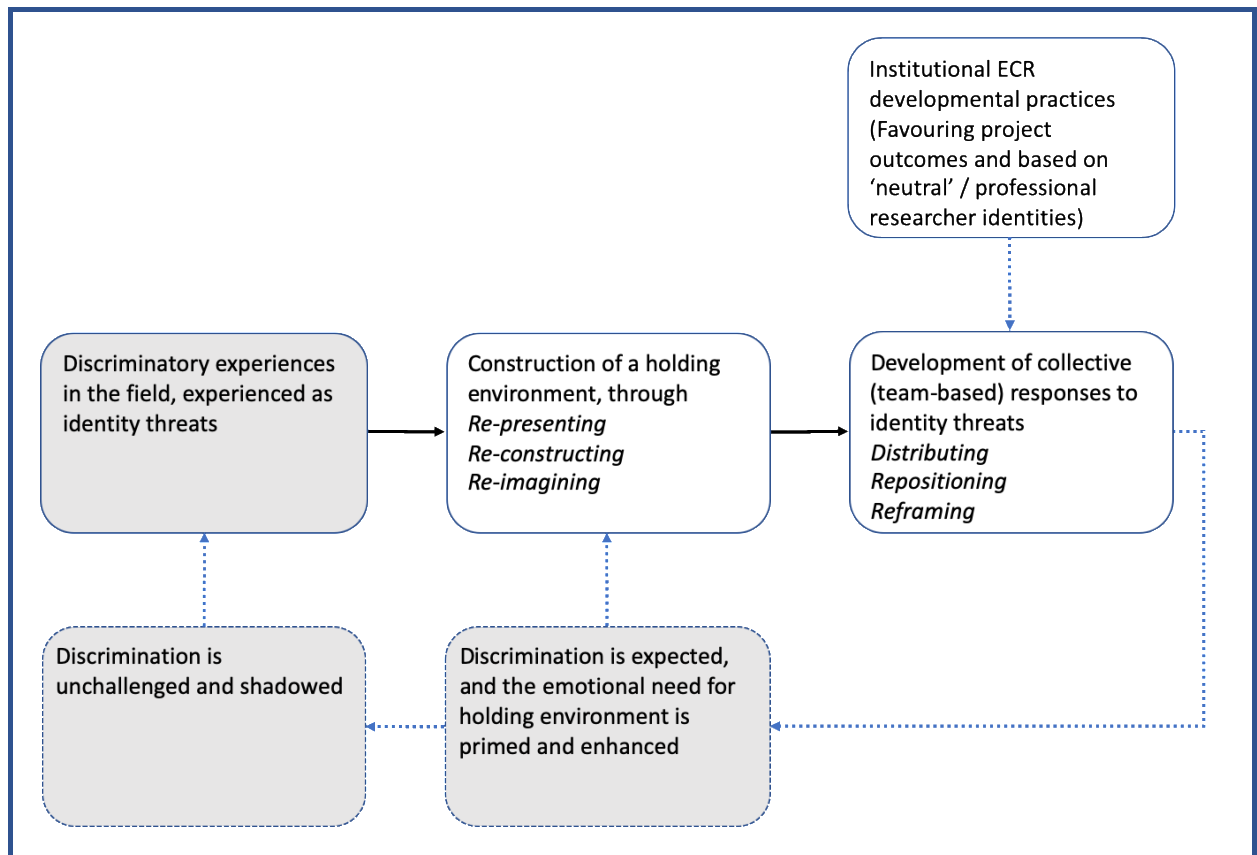 Institutional ECR
developmental practices
(Favouring project
outcomes and based on
‘neutral’ / professional
researcher identities)
Discriminatory experiences
in the field, experienced as
identity threats
Construction of a holding
environment, through
Re-presenting
Re-constructing
Re-imagining
Development of collective
(team-based) responses to
identity threats
Distributing
Repositioning
Reframing
Discrimination is
unchallenged and shadowed
Discrimination is expected,
and the emotional need for
holding environment is
primed and enhanced